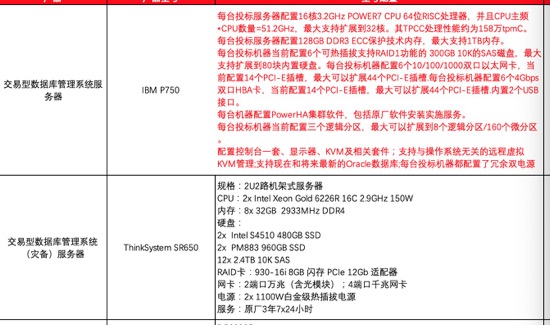 每台投标服务器配置16核3.2GHz POWER7 CPU 64位RISC处理器，并且CPU主频
*CPU数量=51.2GHz，最大支持扩展到32核。其TPCC处理性能约为158万tpmC。
每台投标服务器配置128GB DDR3 ECC保护技术内存，最大支持1TB内存。
每台投标机器当前配置6个可热插拔支持RAID1功能的 300GB 10K的SAS磁盘，最大
支持扩展到80块内置硬盘。每台投标机器配置6个10/100/1000双口以太网卡，当
前配置14个PCI-E插槽，最大可以扩展44个PCI-E插槽;每台投标机器配置6个4Gbps
双口HBA卡，当前配置14个PCI-E插槽，最大可以扩展44个PCI-E插槽.内置2个USB
接口。
每台机器配置PowerHA集群软件，包括原厂软件安装实施服务。
每台投标机器当前配置三个逻辑分区，最大可以扩展到8个逻辑分区/160个微分区
。
配置控制台一套、显示器、KVM及相关套件；支持与操作系统无关的远程虚拟
KVM管理;支持现在和将来最新的Oracle数据库;每台投标机器都配置了冗余双电源
交易型数据库管理系统服
务器
IBM P750
交易型数据库管理系统
（灾备）服务器
ThinkSystem SR650
规格：2U2路机架式服务器
CPU：2x Intel Xeon Gold 6226R 16C 2.9GHz 150W
内存：8x 32GB  2933MHz DDR4
硬盘：
2x  Intel S4510 480GB SSD
2x  PM883 960GB SSD
12x 2.4TB 10K SAS
RAID卡：930-16i 8GB 闪存 PCIe 12Gb 适配器
网卡：2端口万兆（含光模块）；4端口千兆网卡
电源：2x 1100W白金级热插拔电源
服务：原厂3年7x24小时